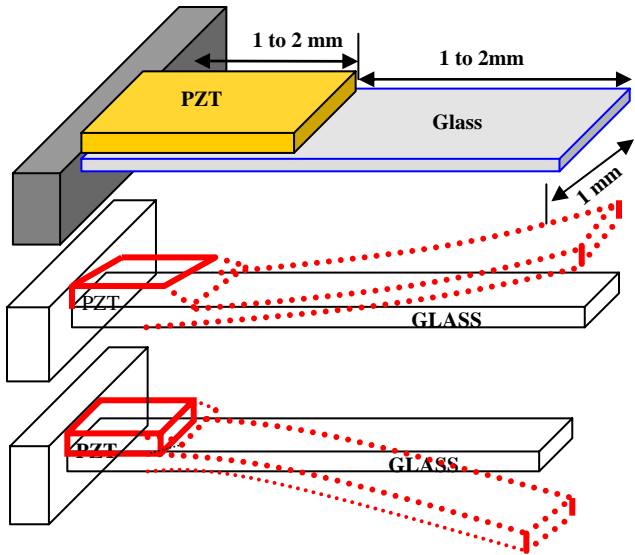 1 to 2 mm
1 to 2mm
PZT
Glass
1 mm
PZT
GLASS
PZT
GLASS